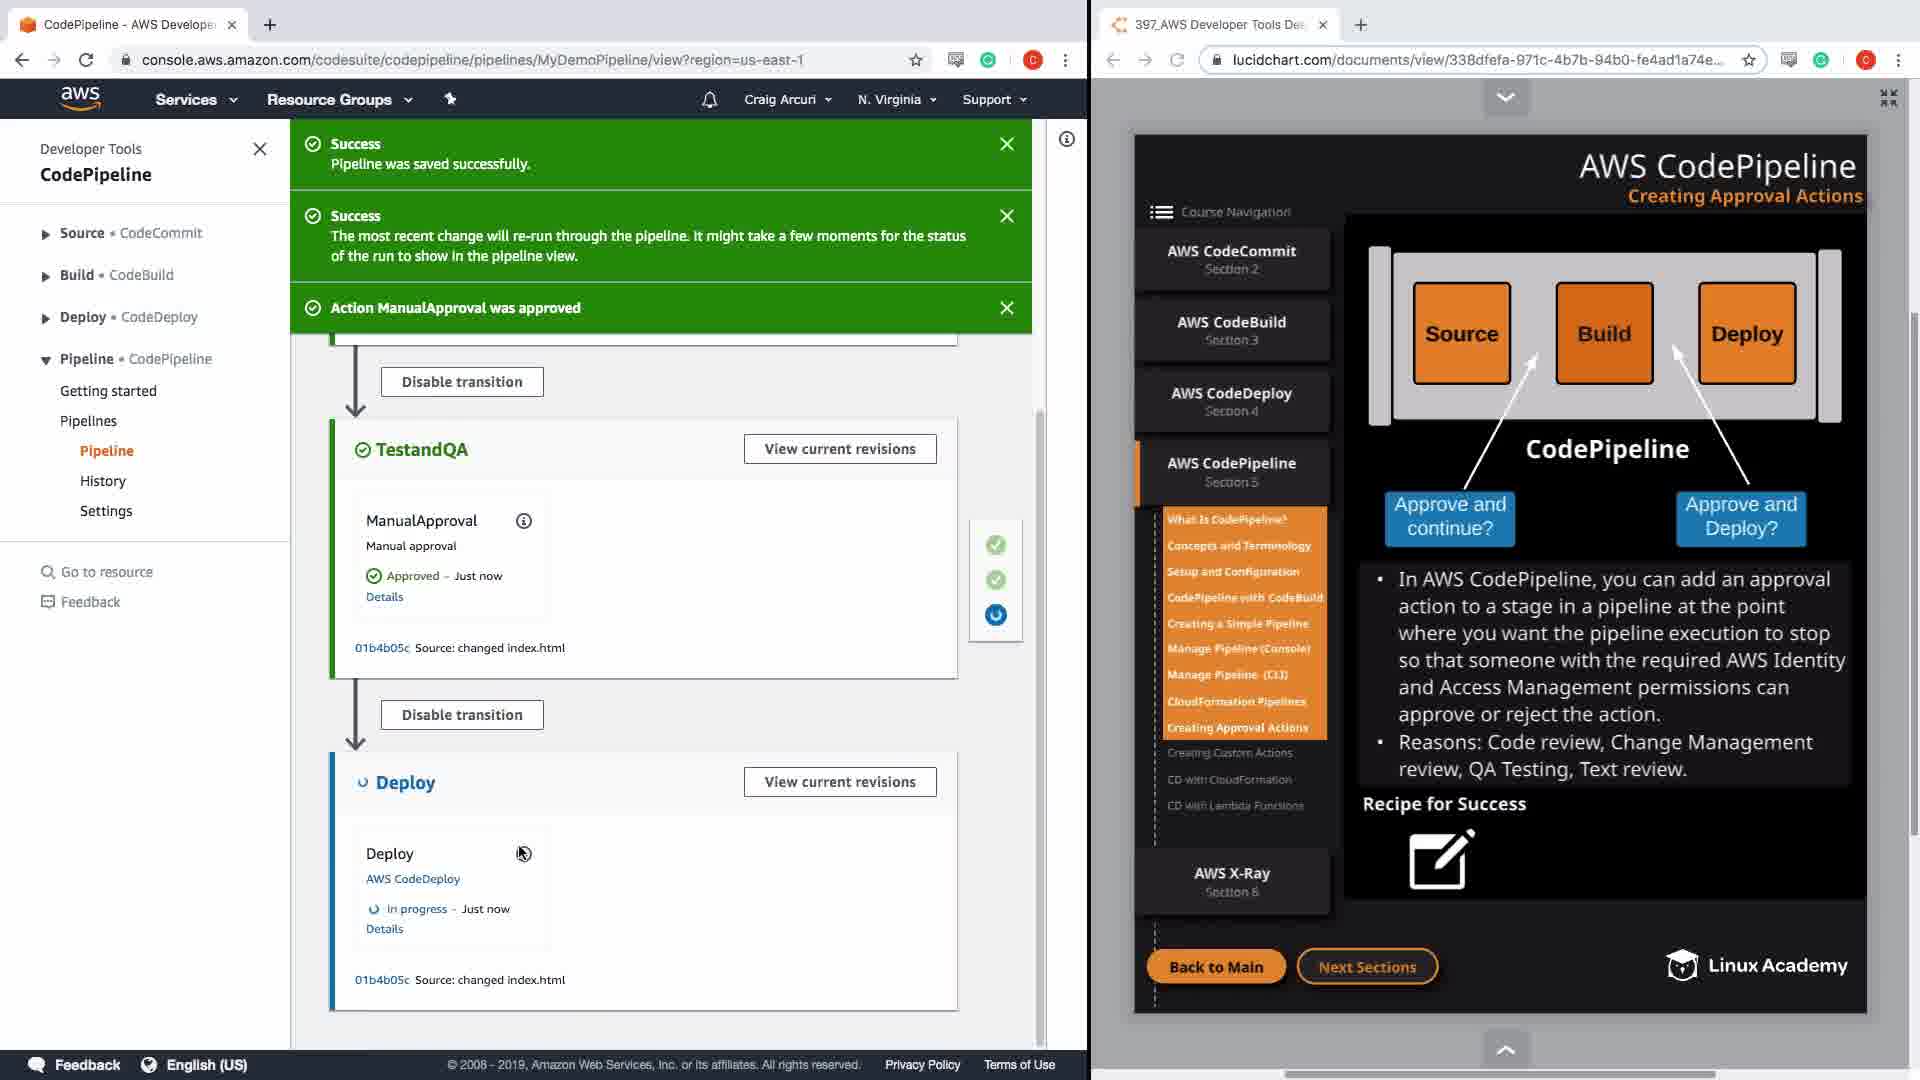 CodePipeline - AWS Develope
console.aws.amazon.com/codesuite/codepipeline/pipelines/MyDemoPipeline/view?region=us-east-1
C
aws
Services
Resource Groups
Craig Arcuri
N. Virginia
Support
Developer Tools
CodePipeline
Source • CodeCommit
Build • CodeBuild
Deploy • CodeDeploy
Pipeline • CodePipeline
Getting started
Pipelines
Pipeline
History
Settings
Go to resource
Feedback
Success
Pipeline was saved successfully.
Success
The most recent change will re-run through the pipeline. It might take a few moments for the status
of the run to show in the pipeline view.
Action ManualApproval was approved
Disable transition
TestandQA
View current revisions
ManualApproval
Manual approval
Approved - Just now
Details
01b4b05c Source: changed index.html
Disable transition
Deploy
View current revisions
Deploy
AWS CodeDeploy
In progress - Just now
Details
01b4b05c Source: changed index.html
Feedback
English (US)
© 2008 - 2019, Amazon Web Services, Inc. or its affiliates. All rights reserved.
Privacy Policy
Terms of Use
397_AWS Developer Tools De
lucidchart.com/documents/view/338dfefa-971c-4b7b-94b0-fe4ad1a74e...
C
AWS CodePipeline
Creating Approval Actions
Course Navigation
AWS CodeCommit
Section 2
AWS CodeBuild
Section 3
AWS CodeDeploy
Section 4
AWS CodePipeline
Section 5
What Is CodePipeline?
Concepts and Terminology
Setup and Configuration
CodePipeline with CodeBuild
Creating a Simple Pipeline
Manage Pipeline (Console)
Manage Pipeline (CLI)
CloudFormation Pipelines
Creating Approval Actions
Creating Custom Actions
CD with CloudFormation
CD with Lambda Functions
AWS X-Ray
Section 6
Source
Build
Deploy
CodePipeline
Approve and
continue?
Approve and
Deploy?
• In AWS CodePipeline, you can add an approval
action to a stage in a pipeline at the point
where you want the pipeline execution to stop
so that someone with the required AWS Identity
and Access Management permissions can
approve or reject the action.
• Reasons: Code review, Change Management
review, QA Testing, Text review.
Recipe for Success
Back to Main
Next Sections
Linux Academy